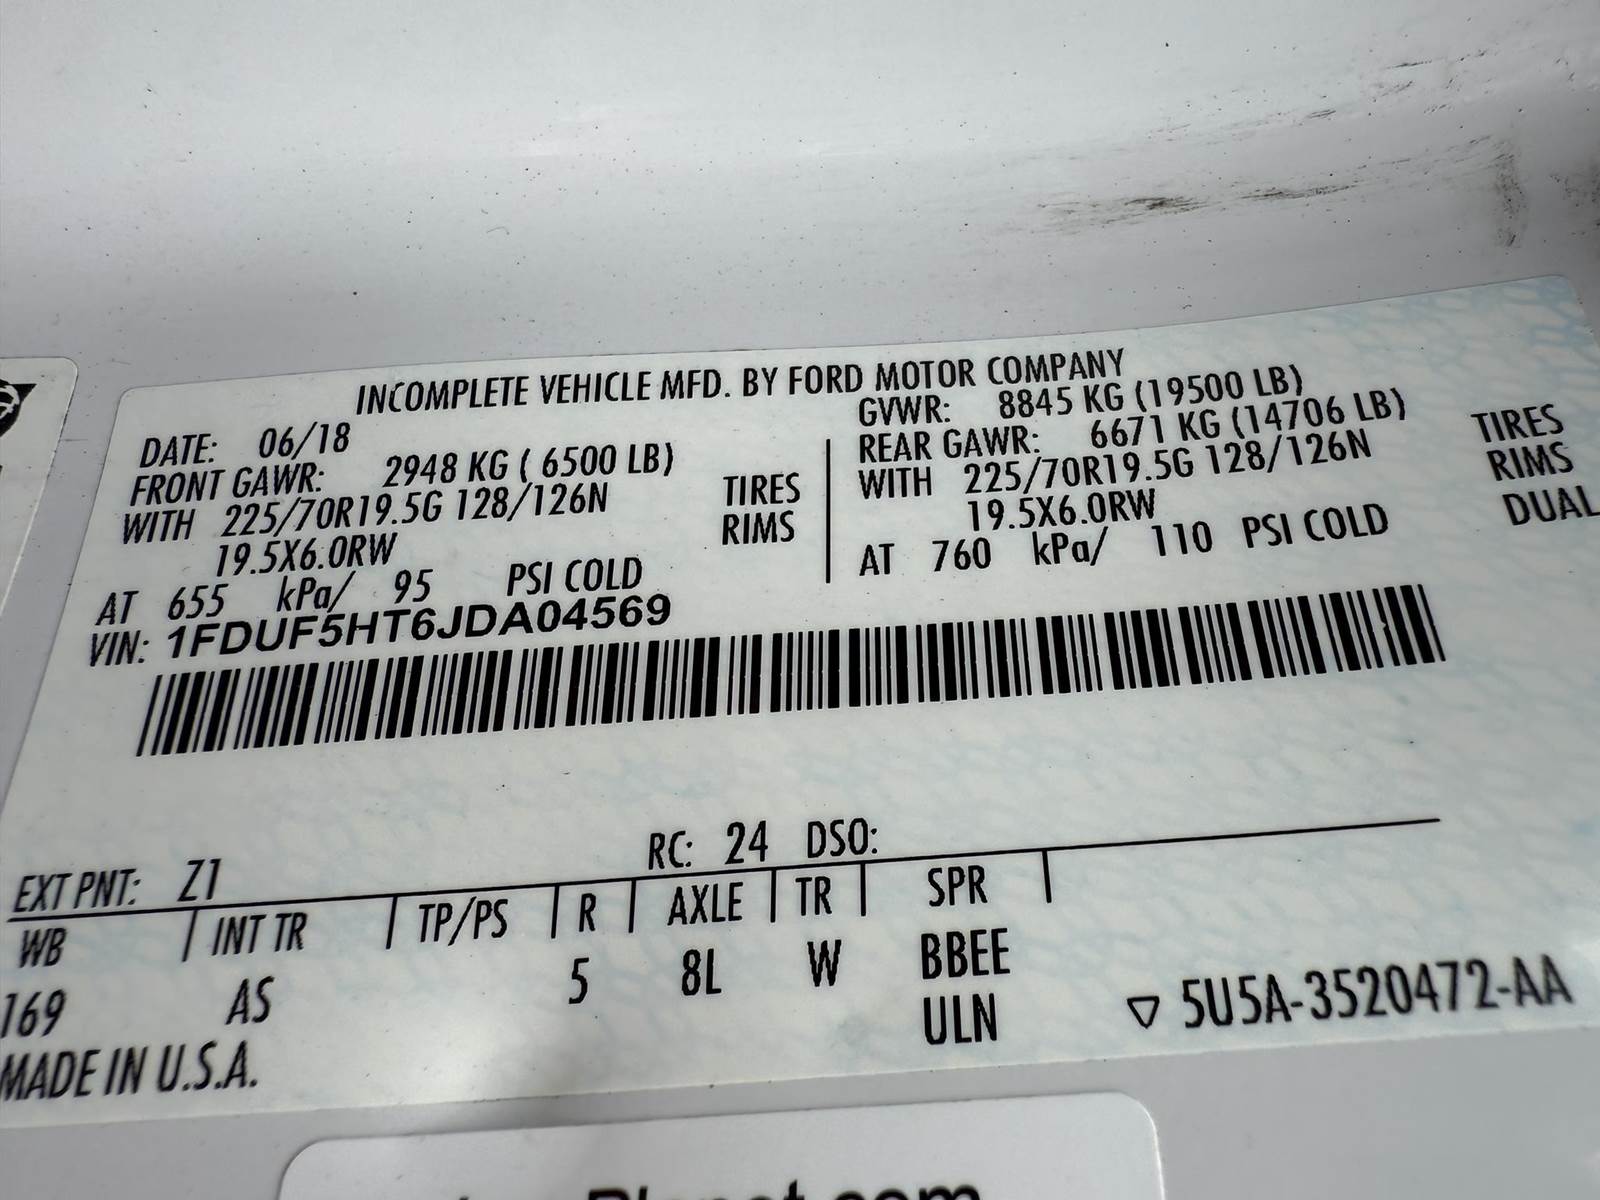 INCOMPLETE VEHICLE MFD. BY FORD MOTOR COMPANY
DATE: 06/18
FRONT GAWR: 2948 KG ( 6500 LB)
WITH 225/70R19.5G 128/126N TIRES
19.5X6.0RW RIMS
AT 655 kPa/ 95 PSI COLD
GVWR: 8845 KG (19500 LB)
REAR GAWR: 6671 KG (14706 LB)
WITH 225/70R19.5G 128/126N TIRES
19.5X6.0RW RIMS
AT 760 kPa/ 110 PSI COLD DUAL
VIN: 1FDUF5HT6JDA04569
EXT PNT: Z1 RC: 24 DSO:
WB INT TR TP/PS R AXLE TR SPR
169 AS 5 8L W BBEE
ULN
MADE IN U.S.A.
▽ 5U5A-3520472-AA